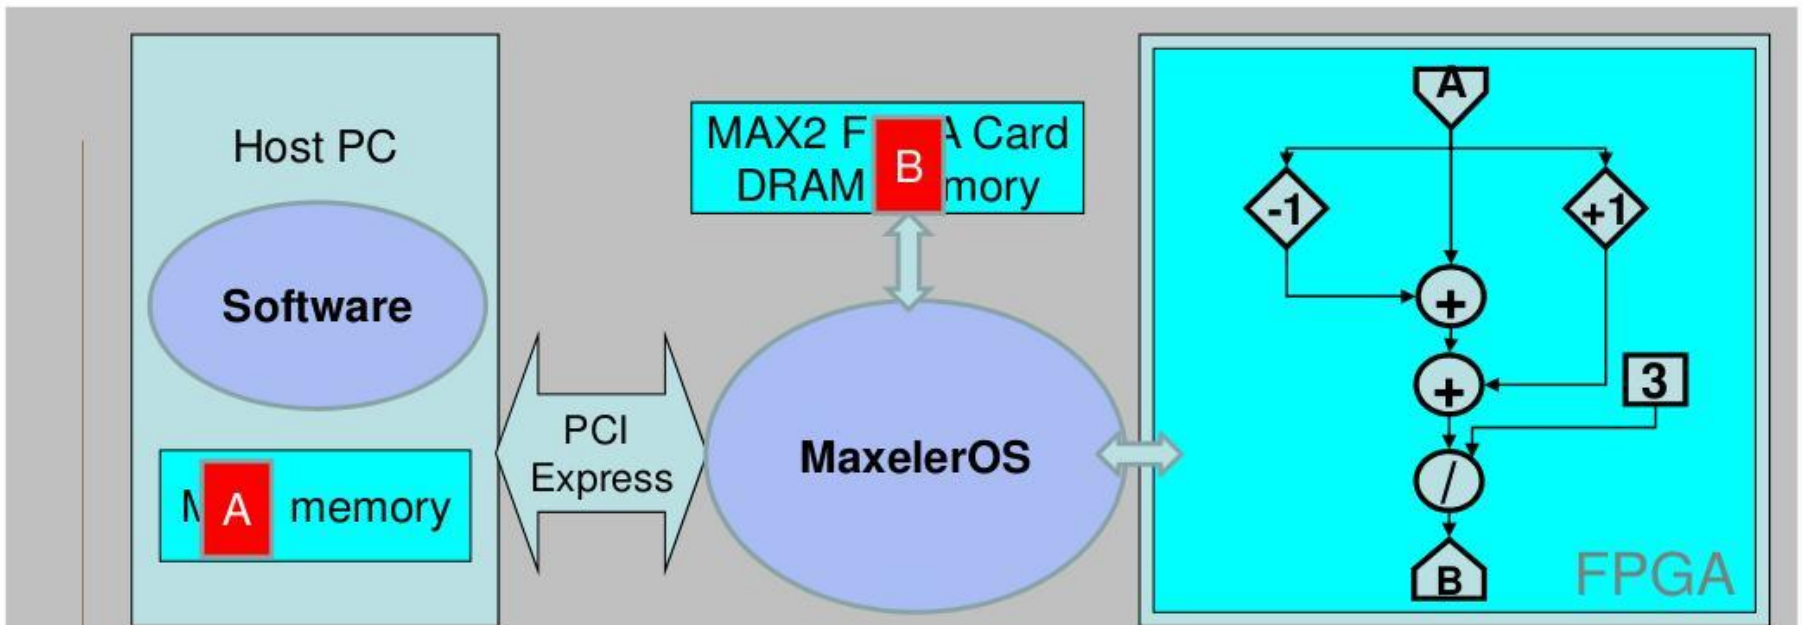 Host PC
Software
M A memory
PCI
Express
MAX2 F B A Card
DRAM mory
MaxelerOS
A
-1
+1
+
+
3
/
B
FPGA